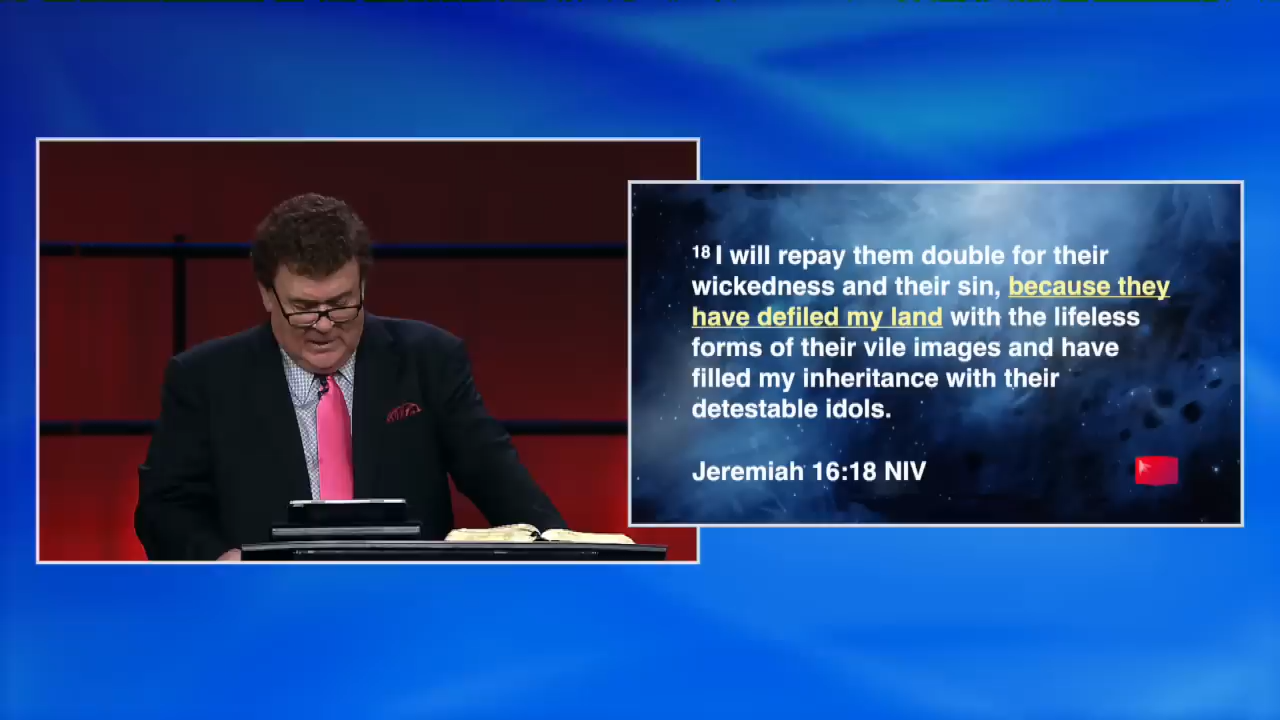 18 I will repay them double for their
wickedness and their sin, because they
have defiled my land with the lifeless
forms of their vile images and have
filled my inheritance with their
detestable idols.
Jeremiah 16:18 NIV